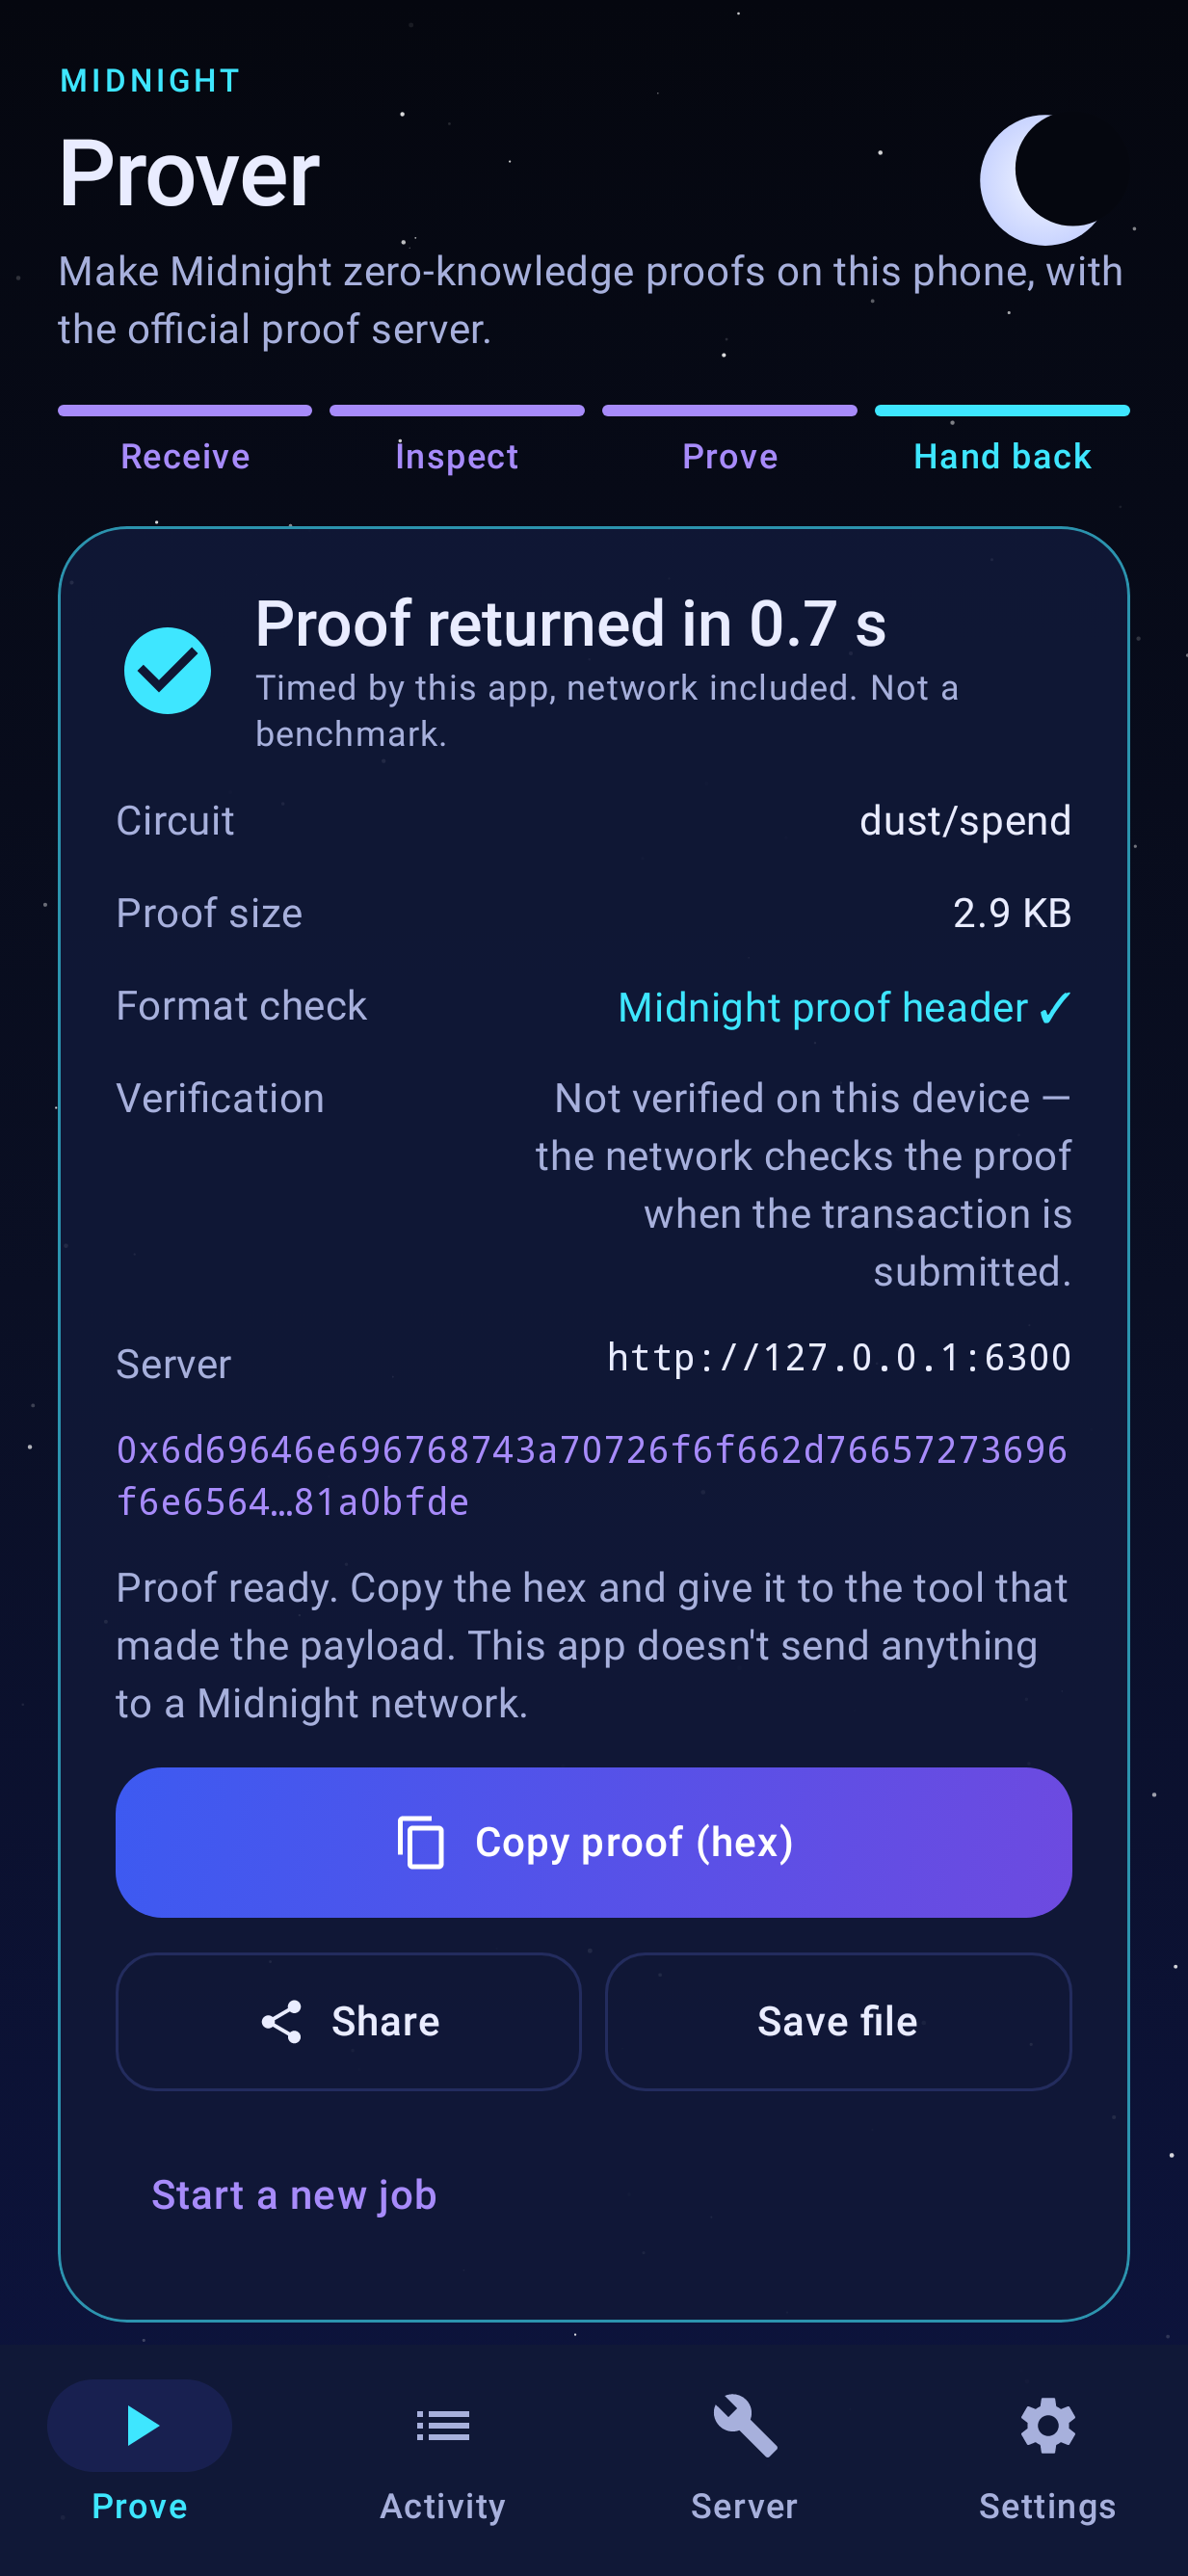 MIDNIGHT
Prover
Make Midnight zero-knowledge proofs on this phone, with
the official proof server.
Receive
Inspect
Prove
Hand back
Proof returned in 0.7 s
Timed by this app, network included. Not a
benchmark.
Circuit
dust/spend
Proof size
2.9 KB
Format check
Midnight proof header ✓
Verification
Not verified on this device —
the network checks the proof
when the transaction is
submitted.
Server
http://127.0.0.1:6300
0x6d69646e696768743a70726f6f662d76657273696
f6e6564…81a0bfde
Proof ready. Copy the hex and give it to the tool that
made the payload. This app doesn't send anything
to a Midnight network.
Copy proof (hex)
Share
Save file
Start a new job
Prove
Activity
Server
Settings